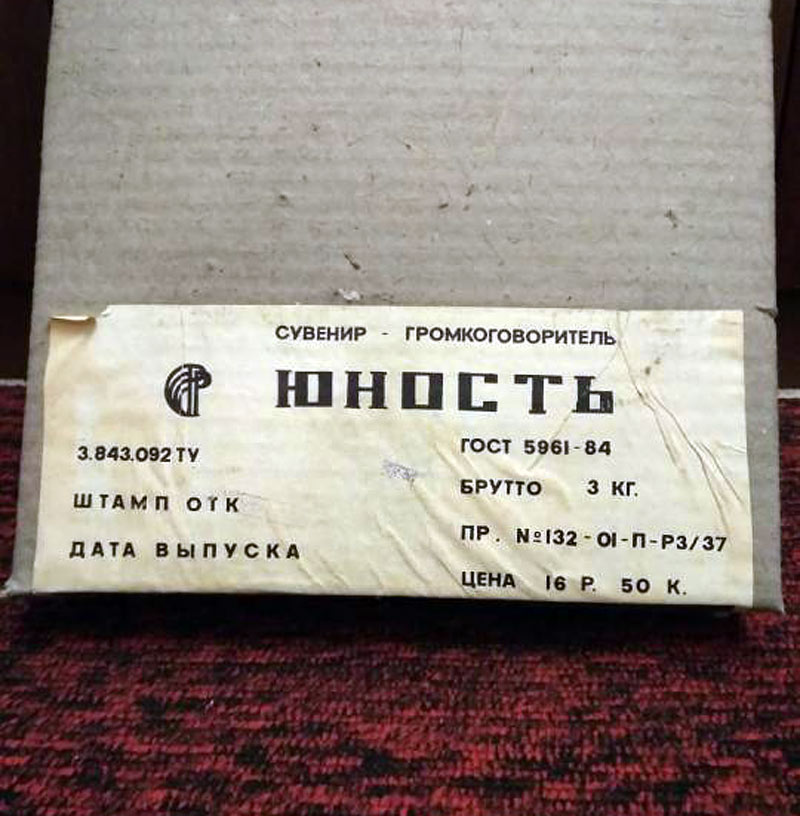 СУВЕНИР - ГРОМКОГОВОРИТЕЛЬ
ЮНОСТЬ
3.843.092 ТУ
ШТАМП ОТК
ДАТА ВЫПУСКА
ГОСТ 5961-84
БРУТТО 3 КГ.
ПР. №132-01-П-РЗ/37
ЦЕНА 16 Р. 50 К.